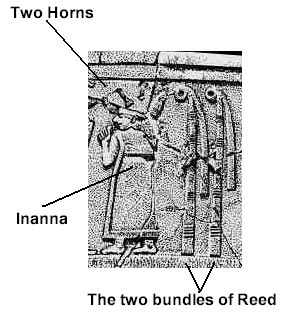 Two Horns
Inanna
The two bundles of Reed